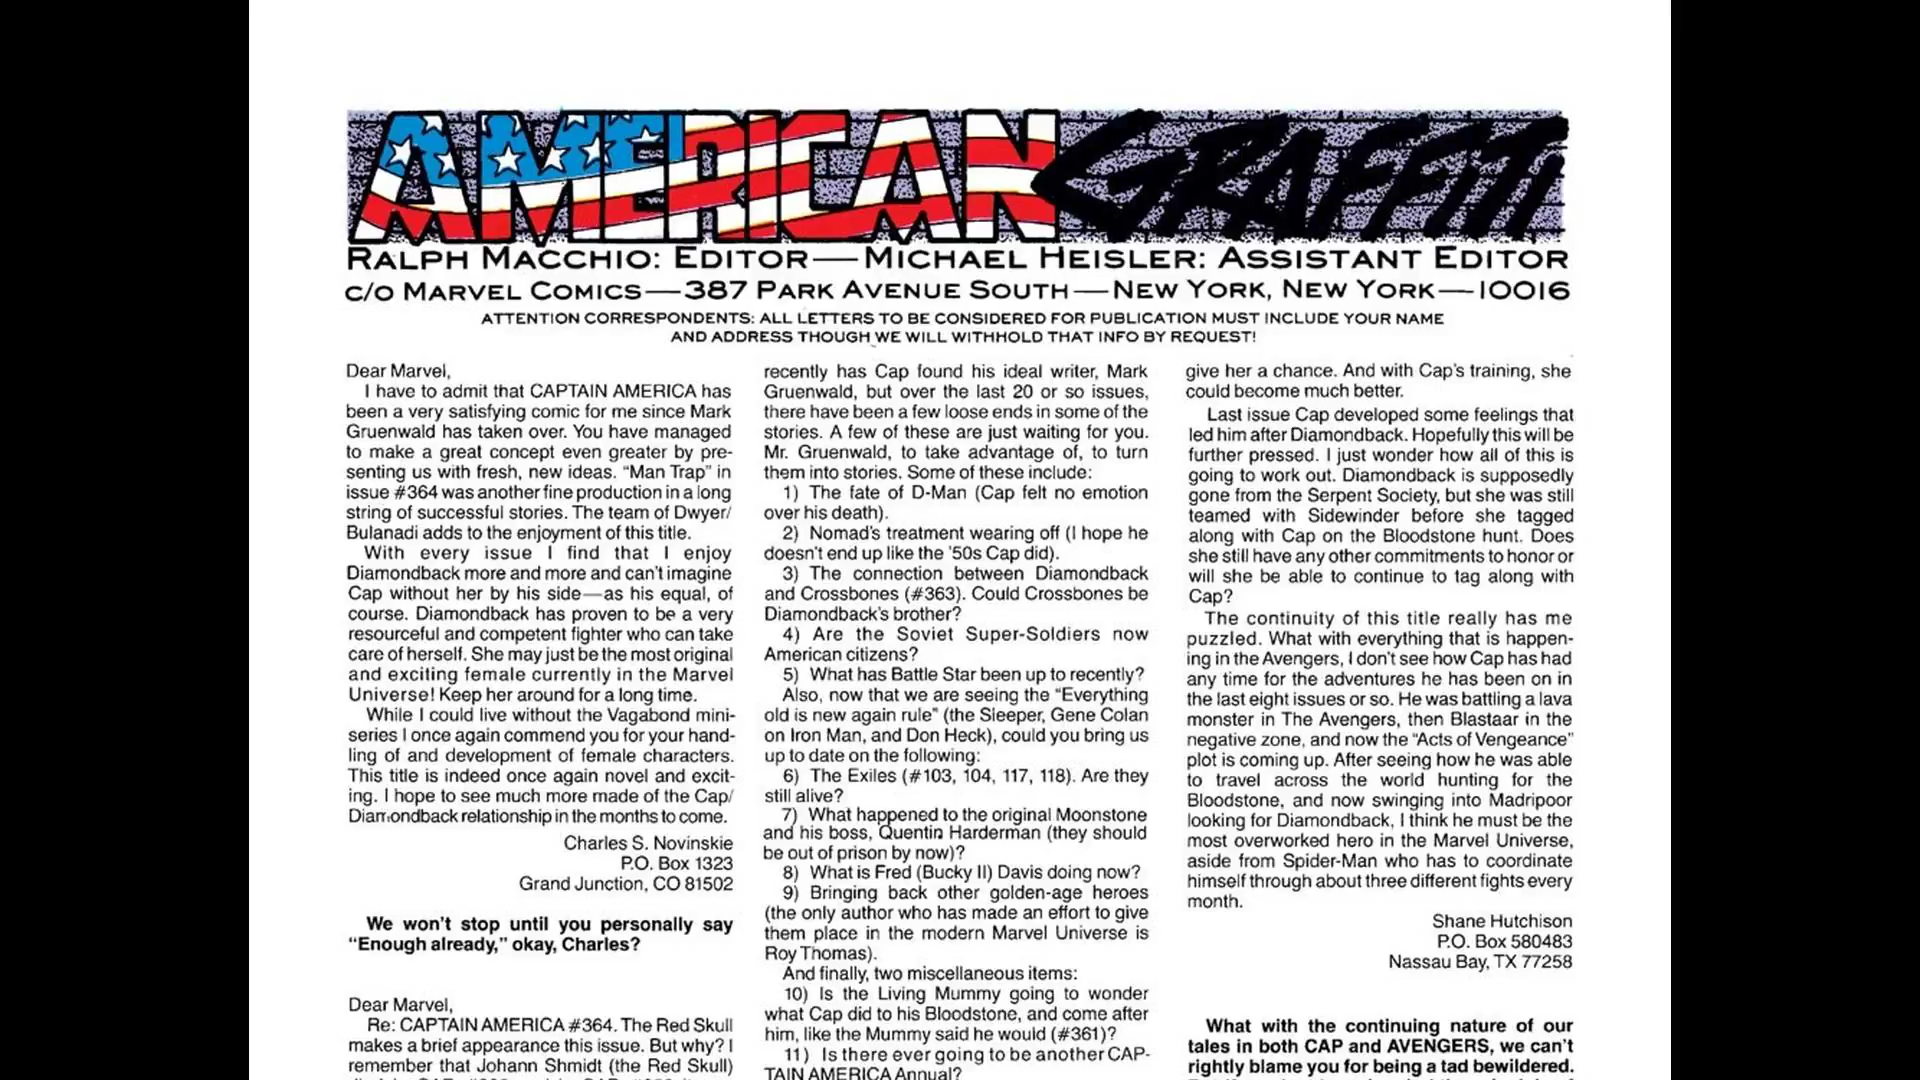 AMERICAN GRAFFITI
RALPH MACCHIO: EDITOR—MICHAEL HEISLER: ASSISTANT EDITOR
C/O MARVEL COMICS—387 PARK AVENUE SOUTH—NEW YORK, NEW YORK—10016
ATTENTION CORRESPONDENTS: ALL LETTERS TO BE CONSIDERED FOR PUBLICATION MUST INCLUDE YOUR NAME
AND ADDRESS THOUGH WE WILL WITHHOLD THAT INFO BY REQUEST!
Dear Marvel,
I have to admit that CAPTAIN AMERICA has
been a very satisfying comic for me since Mark
Gruenwald has taken over. You have managed
to make a great concept even greater by pre-
senting us with fresh, new ideas. “Man Trap” in
issue #364 was another fine production in a long
string of successful stories. The team of Dwyer/
Bulanadi adds to the enjoyment of this title.
With every issue I find that I enjoy
Diamondback more and more and can't imagine
Cap without her by his side—as his equal, of
course. Diamondback has proven to be a very
resourceful and competent fighter who can take
care of herself. She may just be the most original
and exciting female currently in the Marvel
Universe! Keep her around for a long time.
While I could live without the Vagabond mini-
series I once again commend you for your hand-
ling of and development of female characters.
This title is indeed once again novel and excit-
ing. I hope to see much more made of the Cap/
Diamondback relationship in the months to come.
Charles S. Novinskie
P.O. Box 1323
Grand Junction, CO 81502
We won't stop until you personally say
“Enough already,” okay, Charles?
Dear Marvel,
Re: CAPTAIN AMERICA #364. The Red Skull
makes a brief appearance this issue. But why? I
remember that Johann Shmidt (the Red Skull)
recently has Cap found his ideal writer, Mark
Gruenwald, but over the last 20 or so issues,
there have been a few loose ends in some of the
stories. A few of these are just waiting for you.
Mr. Gruenwald, to take advantage of, to turn
them into stories. Some of these include:
1) The fate of D-Man (Cap felt no emotion
over his death).
2) Nomad's treatment wearing off (I hope he
doesn't end up like the '50s Cap did).
3) The connection between Diamondback
and Crossbones (#363). Could Crossbones be
Diamondback's brother?
4) Are the Soviet Super-Soldiers now
American citizens?
5) What has Battle Star been up to recently?
Also, now that we are seeing the “Everything
old is new again rule” (the Sleeper, Gene Colan
on Iron Man, and Don Heck), could you bring us
up to date on the following:
6) The Exiles (#103, 104, 117, 118). Are they
still alive?
7) What happened to the original Moonstone
and his boss, Quentin Harderman (they should
be out of prison by now)?
8) What is Fred (Bucky II) Davis doing now?
9) Bringing back other golden-age heroes
(the only author who has made an effort to give
them place in the modern Marvel Universe is
Roy Thomas).
And finally, two miscellaneous items:
10) Is the Living Mummy going to wonder
what Cap did to his Bloodstone, and come after
him, like the Mummy said he would (#361)?
11) Is there ever going to be another CAP-
TAIN AMERICA Annual?
give her a chance. And with Cap's training, she
could become much better.
Last issue Cap developed some feelings that
led him after Diamondback. Hopefully this will be
further pressed. I just wonder how all of this is
going to work out. Diamondback is supposedly
gone from the Serpent Society, but she was still
teamed with Sidewinder before she tagged
along with Cap on the Bloodstone hunt. Does
she still have any other commitments to honor or
will she be able to continue to tag along with
Cap?
The continuity of this title really has me
puzzled. What with everything that is happen-
ing in the Avengers, I don't see how Cap has had
any time for the adventures he has been on in
the last eight issues or so. He was battling a lava
monster in The Avengers, then Blastaar in the
negative zone, and now the “Acts of Vengeance”
plot is coming up. After seeing how he was able
to travel across the world hunting for the
Bloodstone, and now swinging into Madripoor
looking for Diamondback, I think he must be the
most overworked hero in the Marvel Universe,
aside from Spider-Man who has to coordinate
himself through about three different fights every
month.
Shane Hutchison
P.O. Box 580483
Nassau Bay, TX 77258
What with the continuing nature of our
tales in both CAP and AVENGERS, we can't
rightly blame you for being a tad bewildered.